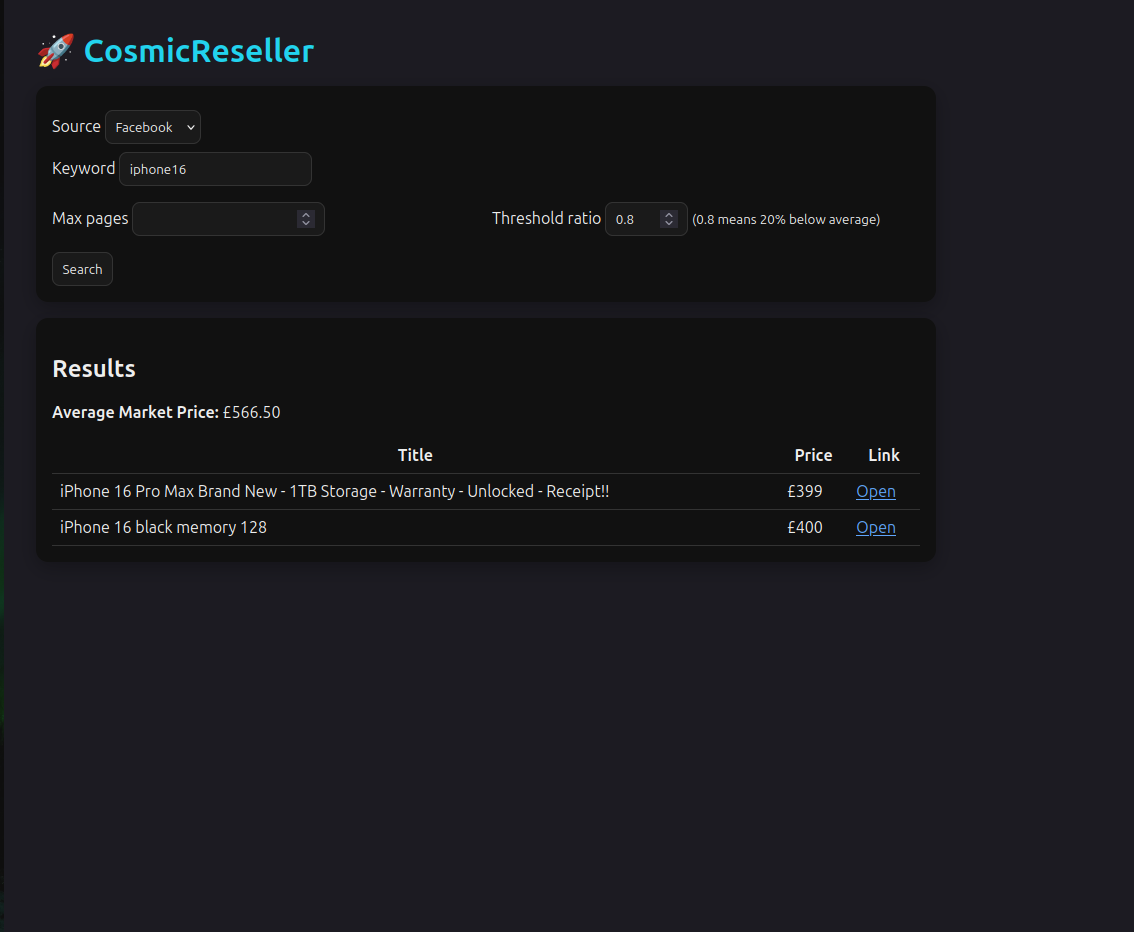 🚀 CosmicReseller
Source Facebook
Keyword iphone16
Max pages
Threshold ratio 0.8 (0.8 means 20% below average)
Search
Results
Average Market Price: £566.50
Title Price Link
iPhone 16 Pro Max Brand New - 1TB Storage - Warranty - Unlocked - Receipt!! £399 Open
iPhone 16 black memory 128 £400 Open